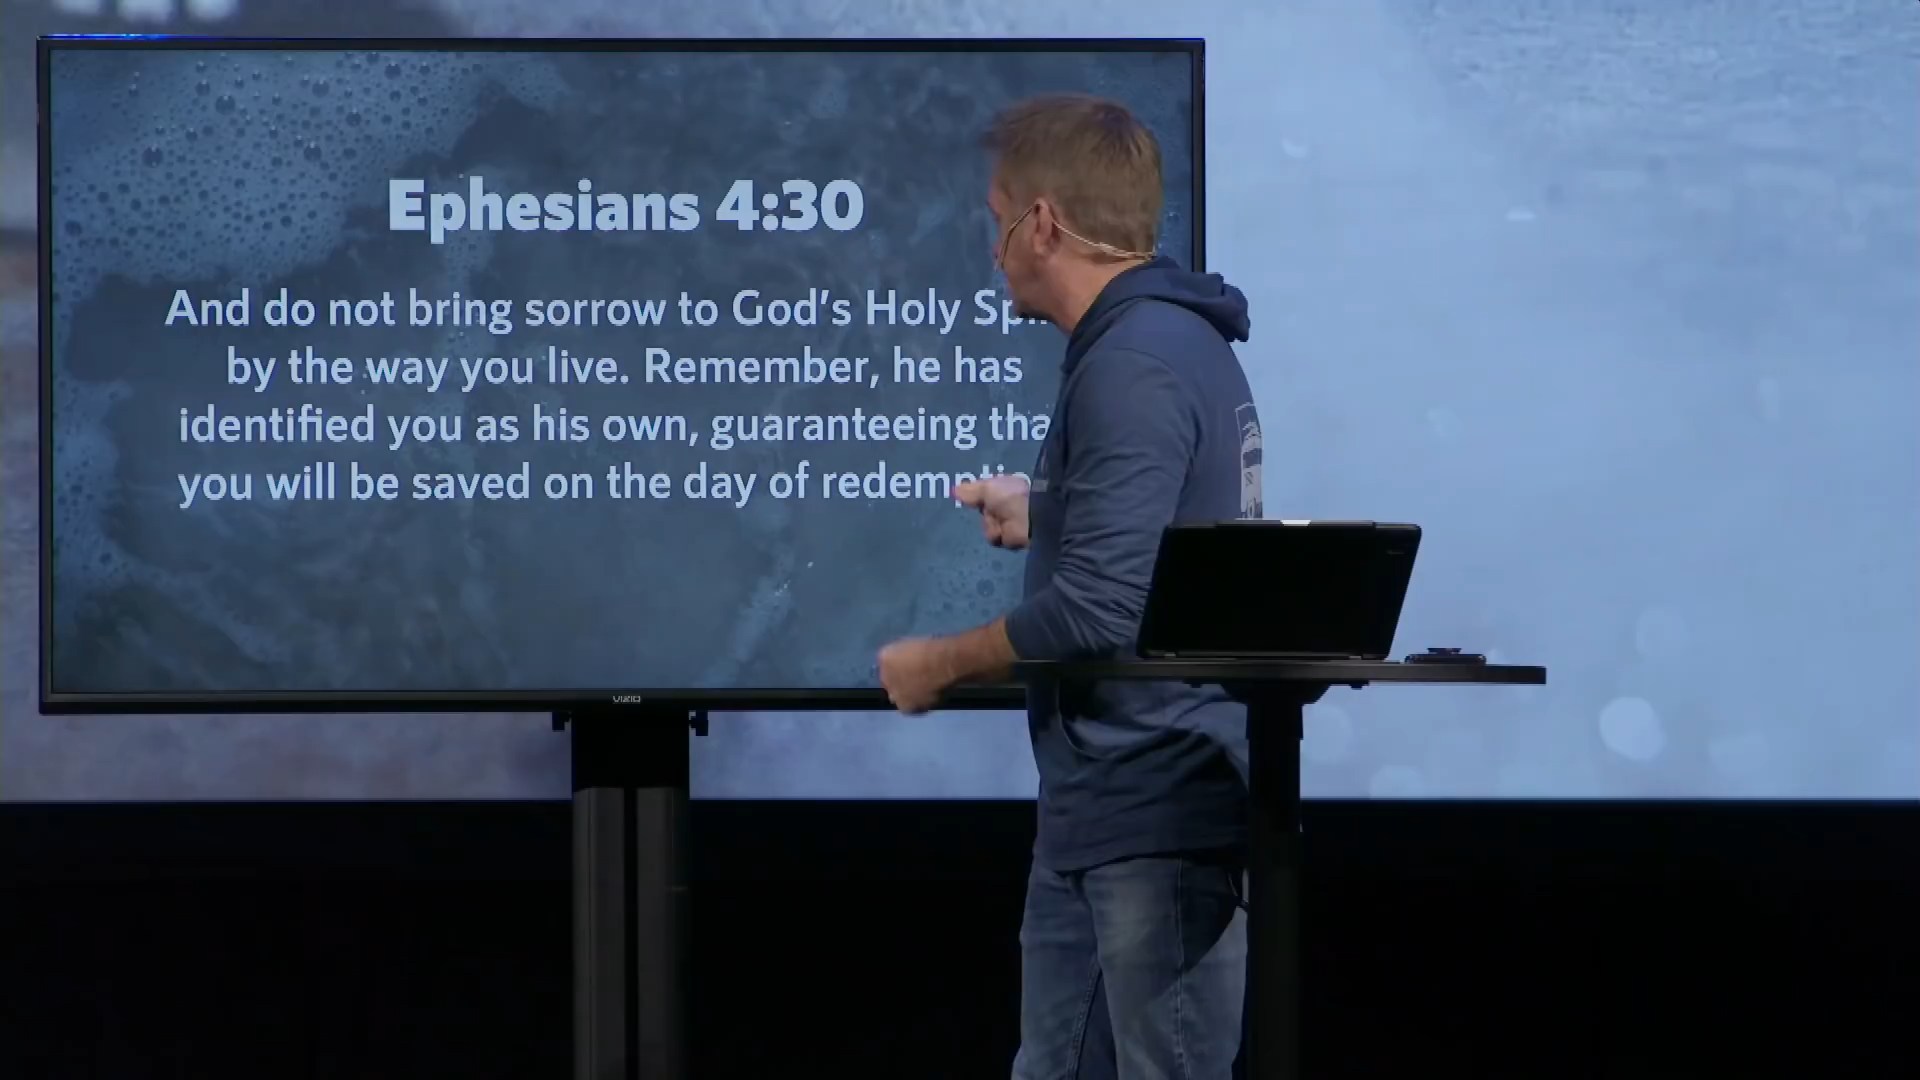 Ephesians 4:30
And do not bring sorrow to God's Holy
by the way you live. Remember, he has
identified you as his own, guaranteeing
you will be saved on the day of
VIZIO